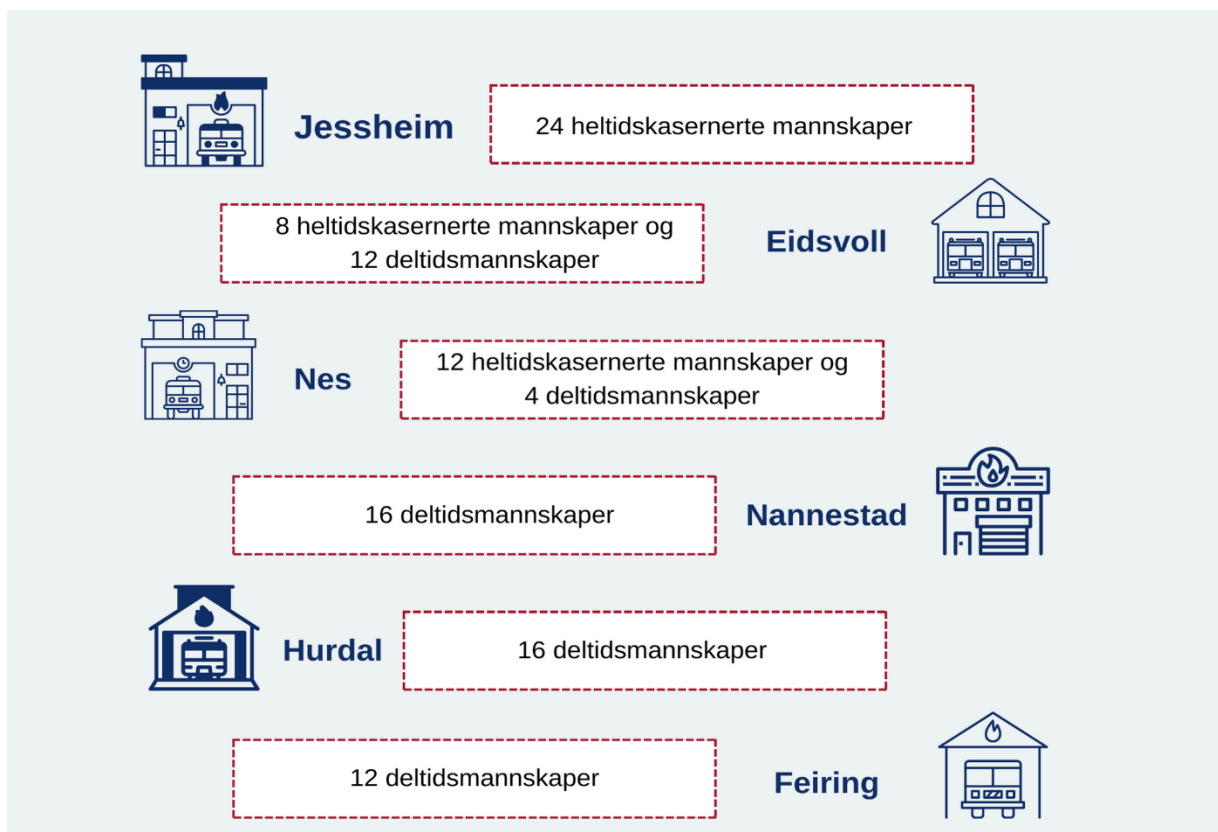 Jessheim
24 heltidskasernerte mannskaper
8 heltidskasernerte mannskaper og
12 deltidsmannskaper
Eidsvoll
Nes
12 heltidskasernerte mannskaper og
4 deltidsmannskaper
16 deltidsmannskaper
Nannestad
Hurdal
16 deltidsmannskaper
12 deltidsmannskaper
Feiring